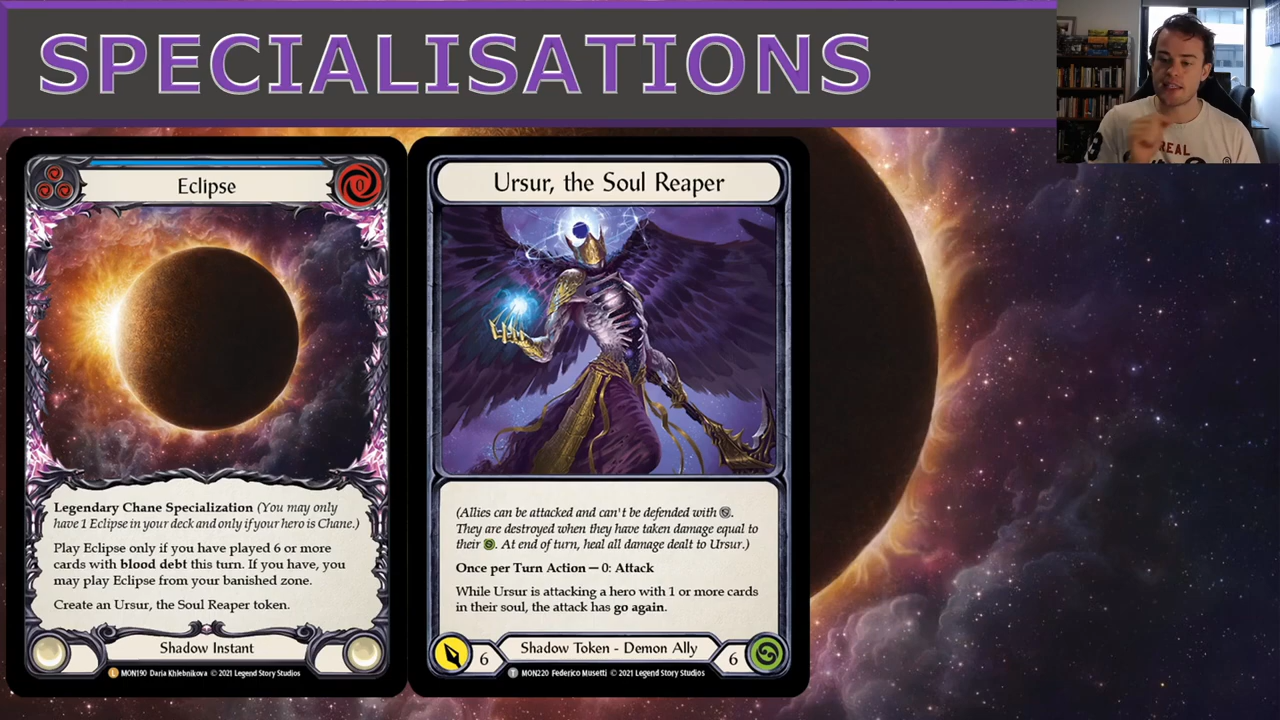 SPECIALISATIONS
REAL
Eclipse
0
Legendary Chane Specialization (You may only
have 1 Eclipse in your deck and only if your hero is Chane.)
Play Eclipse only if you have played 6 or more
cards with blood debt this turn. If you have, you
may play Eclipse from your banished zone.
Create an Ursur, the Soul Reaper token.
Shadow Instant
L MON190 Daria Khlebnikova © 2021 Legend Story Studios
Ursur, the Soul Reaper
(Allies can be attacked and can't be defended with .
They are destroyed when they have taken damage equal to
their . At end of turn, heal all damage dealt to Ursur.)
Once per Turn Action — 0: Attack
While Ursur is attacking a hero with 1 or more cards
in their soul, the attack has go again.
6
Shadow Token - Demon Ally
6
T MON220 Federico Musetti © 2021 Legend Story Studios